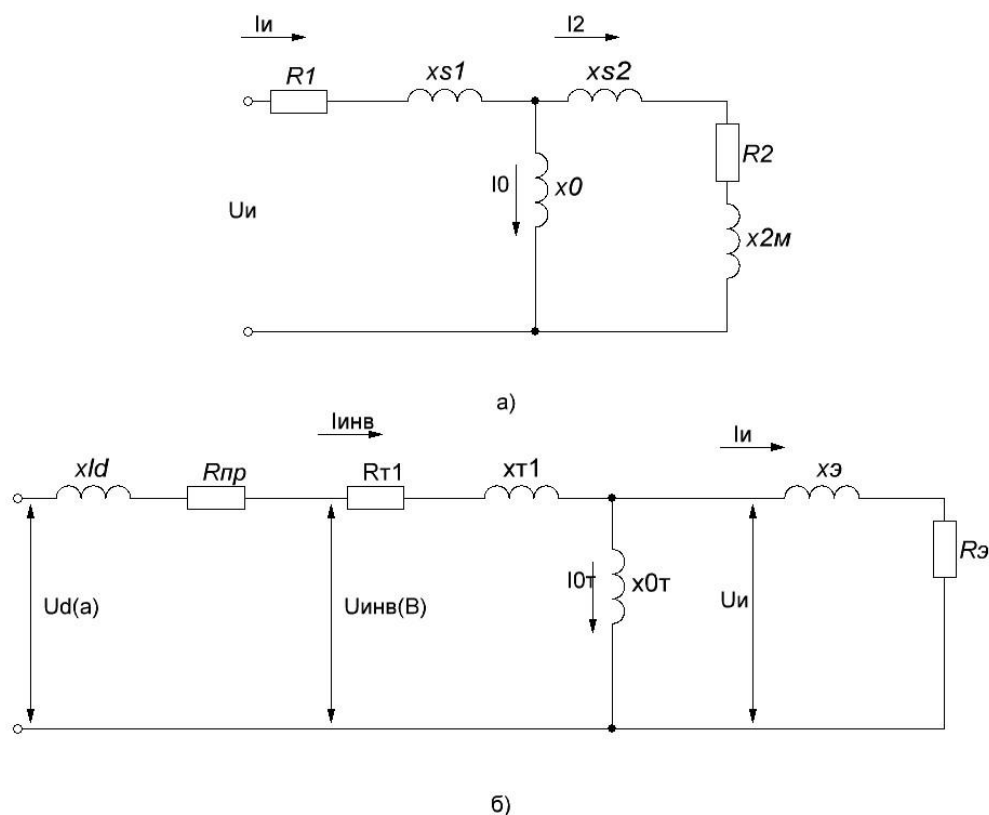 Iи
I2
R1
xs1
xs2
R2
I0
x0
Uи
x2м
а)
Iинв
Iи
xld
Rпр
Rт1
xт1
xэ
Rэ
I0т
x0т
Ud(а)
Uинв(В)
Uи
б)